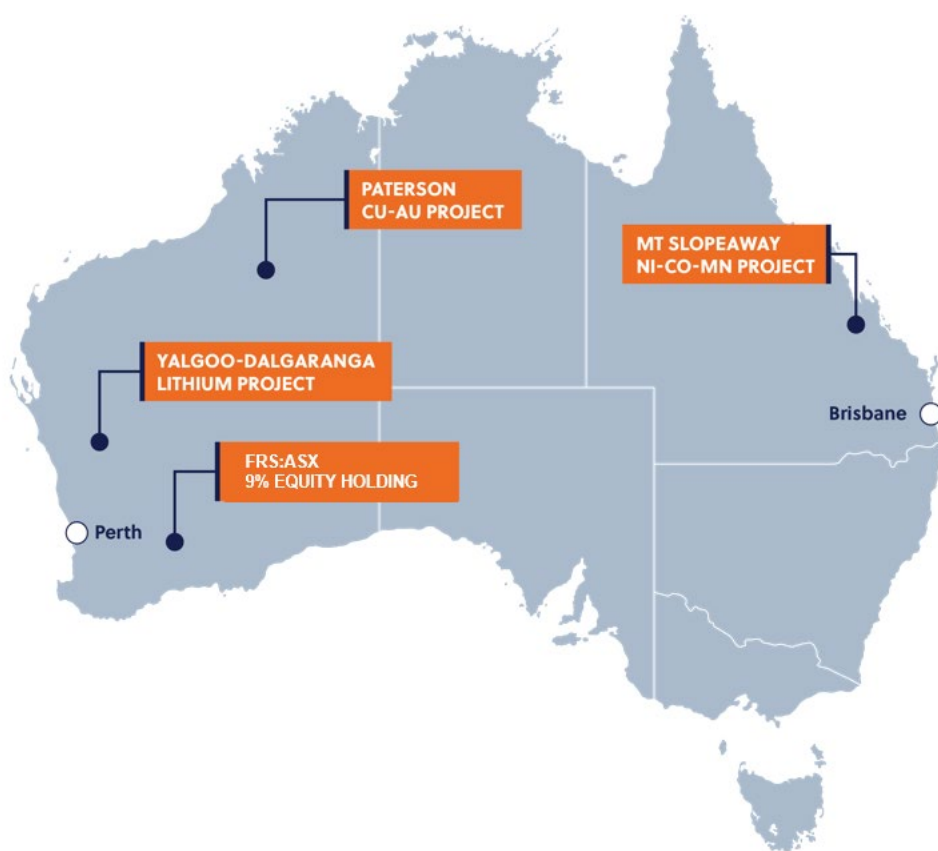 PATERSON
CU-AU PROJECT
MT SLOPEAWAY
NI-CO-MN PROJECT
YALGOO-DALGARANGA
LITHIUM PROJECT
Brisbane
FRS:ASX
9% EQUITY HOLDING
Perth